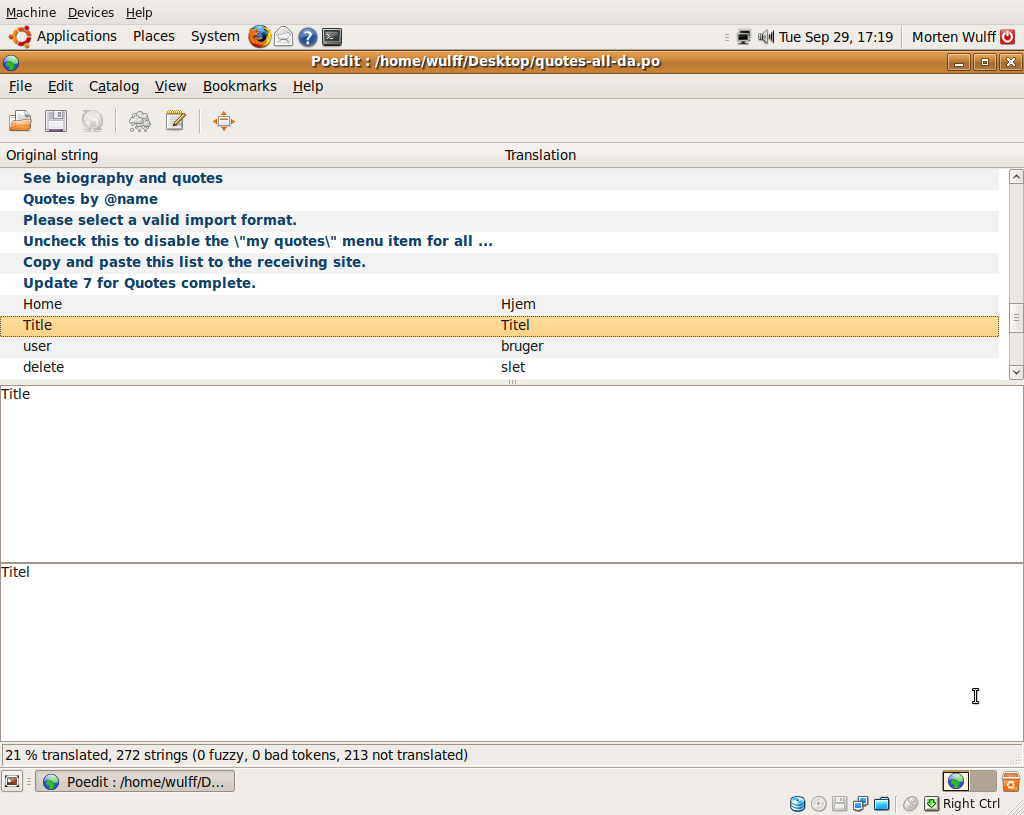 Machine Devices Help
Applications Places System Tue Sep 29, 17:19 Morten Wulff
Poedit : /home/wulff/Desktop/quotes-all-da.po
File Edit Catalog View Bookmarks Help
Original string Translation
See biography and quotes
Quotes by @name
Please select a valid import format.
Uncheck this to disable the \"my quotes\" menu item for all ...
Copy and paste this list to the receiving site.
Update 7 for Quotes complete.
Home Hjem
Title Titel
user bruger
delete slet
Title
Titel
21 % translated, 272 strings (0 fuzzy, 0 bad tokens, 213 not translated)
Poedit : /home/wulff/D...
Right Ctrl